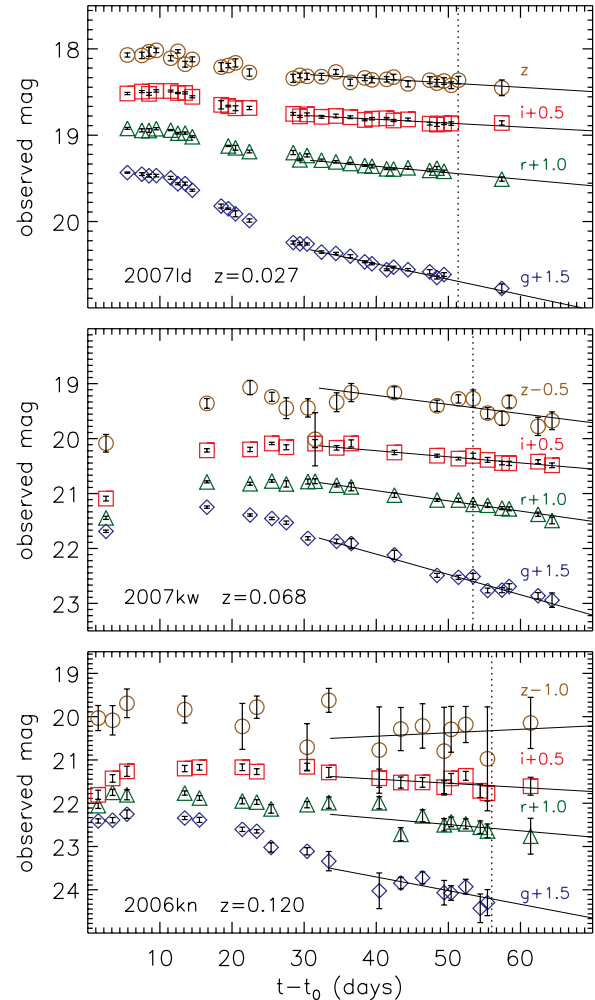 18
19
20
observed mag
z
i+0.5
r+1.0
g+1.5
2007ld z=0.027
19
20
21
22
23
observed mag
z−0.5
i+0.5
r+1.0
g+1.5
2007kw z=0.068
19
20
21
22
23
24
observed mag
z−1.0
i+0.5
r+1.0
g+1.5
2006kn z=0.120
10 20 30 40 50 60
t−t0 (days)